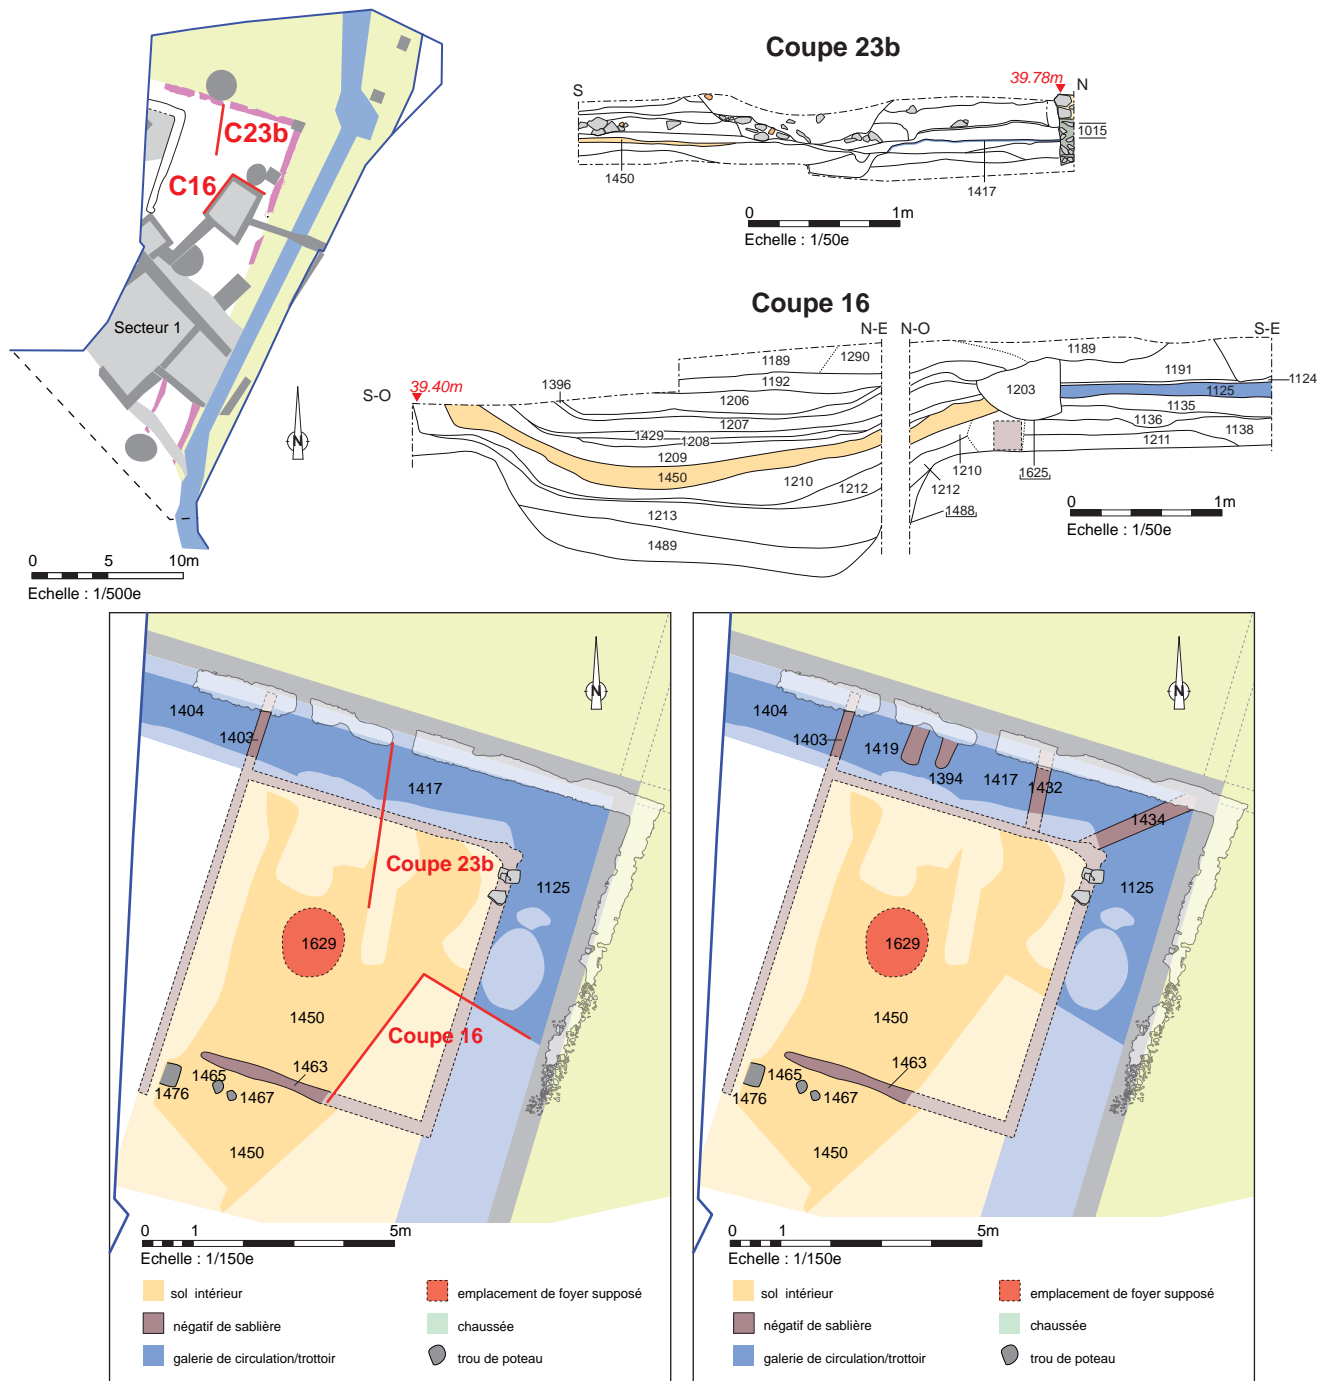 C23b
C16
Secteur 1
N
0 5 10m
Echelle : 1/500e
Coupe 23b
39.78m
S
N
1015
1450
1417
0 1m
Echelle : 1/50e
Coupe 16
N-E N-O
S-E
S-O
39.40m
1189
1290
1192
1396
1206
1207
1429
1208
1209
1450
1210
1212
1213
1489
1189
1191
1203
1124
1125
1135
1136
1138
1211
1210
1625
1212
1488
0 1m
Echelle : 1/50e
N
1404
1403
1417
Coupe 23b
1125
1629
1450
Coupe 16
1463
1465
1476
1467
1450
0 1 5m
Echelle : 1/150e
sol intérieur
emplacement de foyer supposé
négatif de sablière
chaussée
galerie de circulation/trottoir
trou de poteau
N
1404
1403
1419
1394
1417
1432
1434
1125
1629
1450
1463
1465
1476
1467
1450
0 1 5m
Echelle : 1/150e
sol intérieur
emplacement de foyer supposé
négatif de sablière
chaussée
galerie de circulation/trottoir
trou de poteau